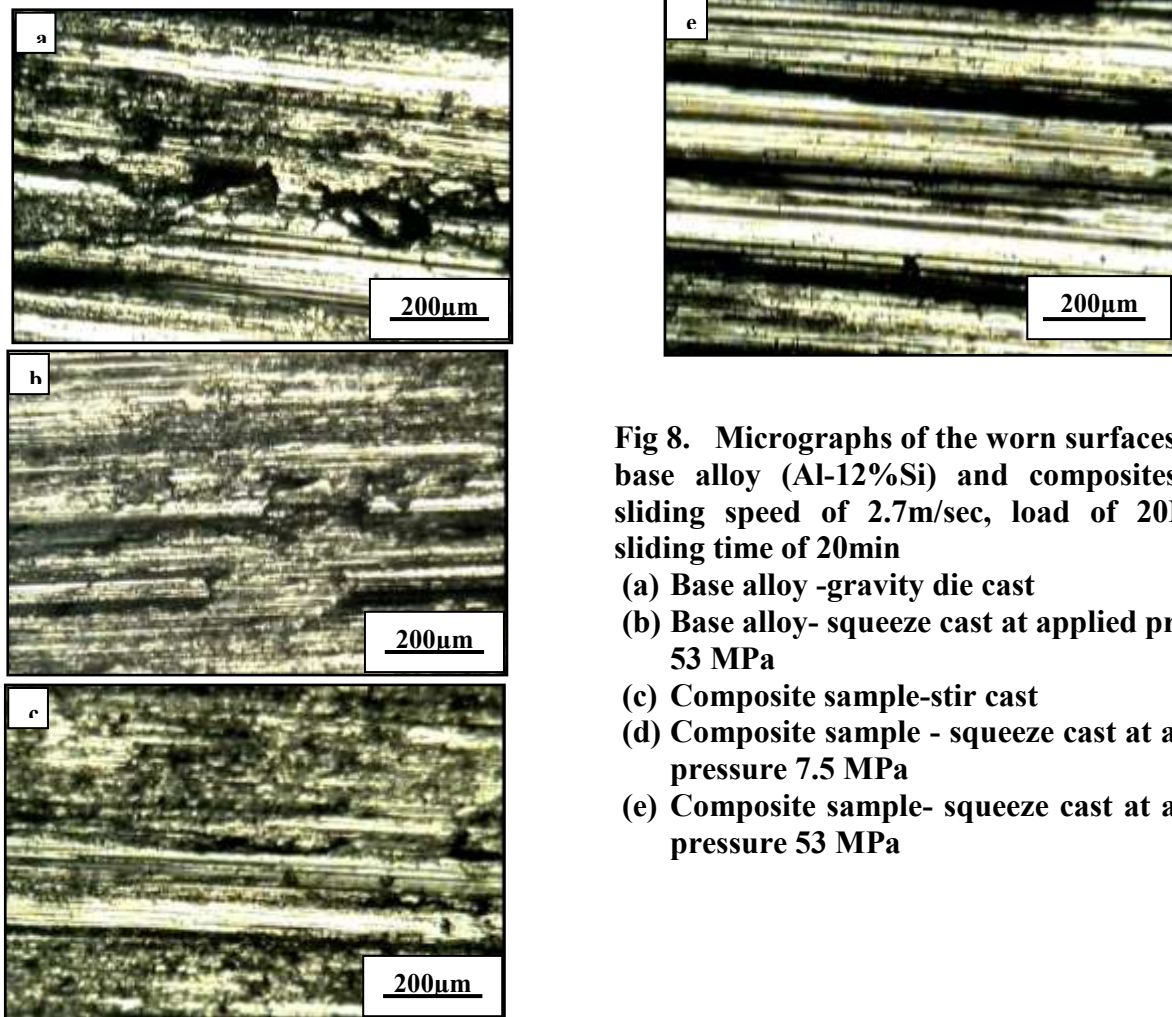 a
200µm
b
200µm
c
200µm
e
200µm
Fig 8. Micrographs of the worn surfaces
base alloy (Al-12%Si) and composites
sliding speed of 2.7m/sec, load of 20
sliding time of 20min
(a) Base alloy -gravity die cast
(b) Base alloy- squeeze cast at applied pr
53 MPa
(c) Composite sample-stir cast
(d) Composite sample - squeeze cast at a
pressure 7.5 MPa
(e) Composite sample- squeeze cast at a
pressure 53 MPa